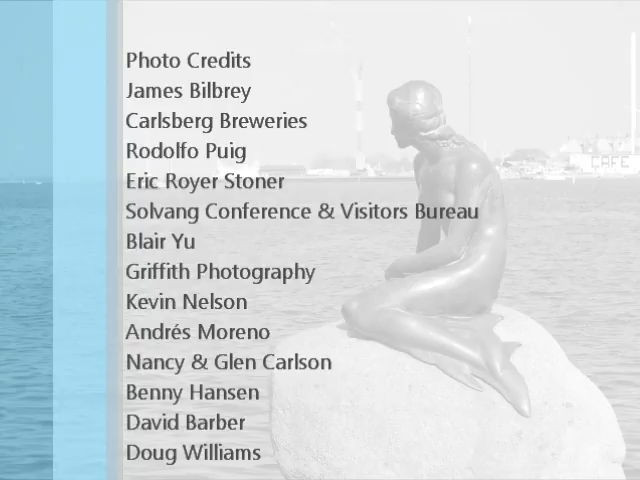 Photo Credits
James Bilbrey
Carlsberg Breweries
Rodolfo Puig
Eric Royer Stoner
Solvang Conference & Visitors Bureau
Blair Yu
Griffith Photography
Kevin Nelson
Andrés Moreno
Nancy & Glen Carlson
Benny Hansen
David Barber
Doug Williams
CAFE